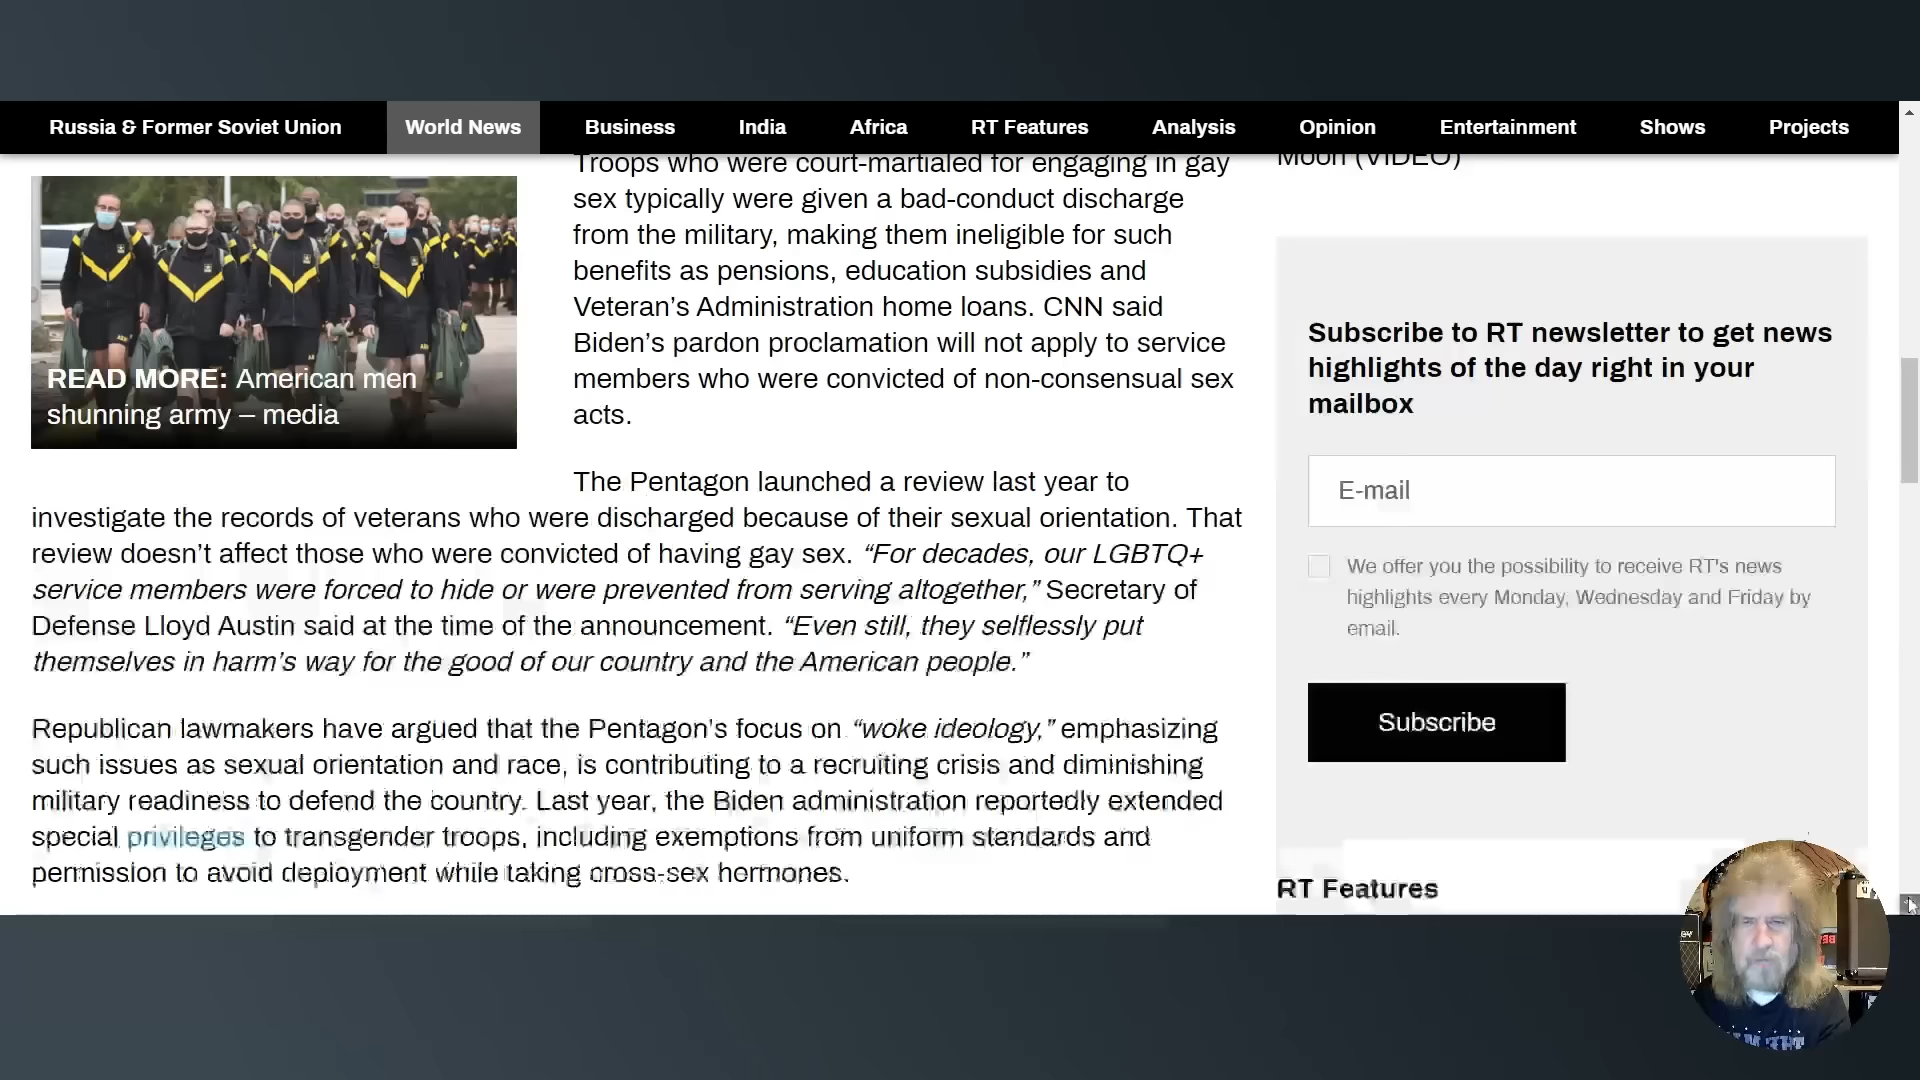 Russia & Former Soviet Union World News Business India Africa RT Features Analysis Opinion Entertainment Shows Projects
Troops who were court-martialed for engaging in gay
sex typically were given a bad-conduct discharge
from the military, making them ineligible for such
benefits as pensions, education subsidies and
Veteran’s Administration home loans. CNN said
Biden’s pardon proclamation will not apply to service
members who were convicted of non-consensual sex
acts.
READ MORE: American men
shunning army – media
The Pentagon launched a review last year to
investigate the records of veterans who were discharged because of their sexual orientation. That
review doesn’t affect those who were convicted of having gay sex. “For decades, our LGBTQ+
service members were forced to hide or were prevented from serving altogether,” Secretary of
Defense Lloyd Austin said at the time of the announcement. “Even still, they selflessly put
themselves in harm’s way for the good of our country and the American people.”
Republican lawmakers have argued that the Pentagon’s focus on “woke ideology,” emphasizing
such issues as sexual orientation and race, is contributing to a recruiting crisis and diminishing
military readiness to defend the country. Last year, the Biden administration reportedly extended
special privileges to transgender troops, including exemptions from uniform standards and
permission to avoid deployment while taking cross-sex hormones.
Moon (VIDEO)
Subscribe to RT newsletter to get news
highlights of the day right in your
mailbox
E-mail
We offer you the possibility to receive RT's news
highlights every Monday, Wednesday and Friday by
email.
Subscribe
RT Features